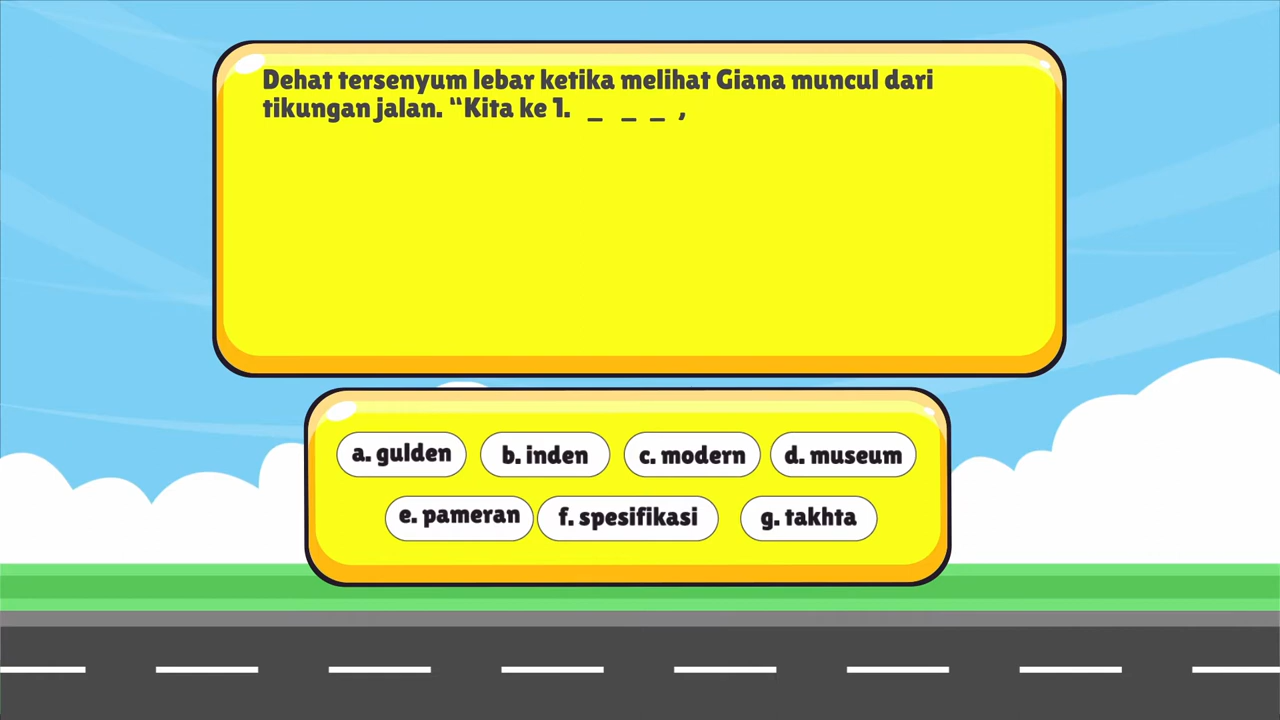 Dehat tersenyum lebar ketika melihat Giana muncul dari
tikungan jalan. “Kita ke 1. _ _ _ ,
a. gulden b. inden c. modern d. museum
e. pameran f. spesifikasi g. takhta